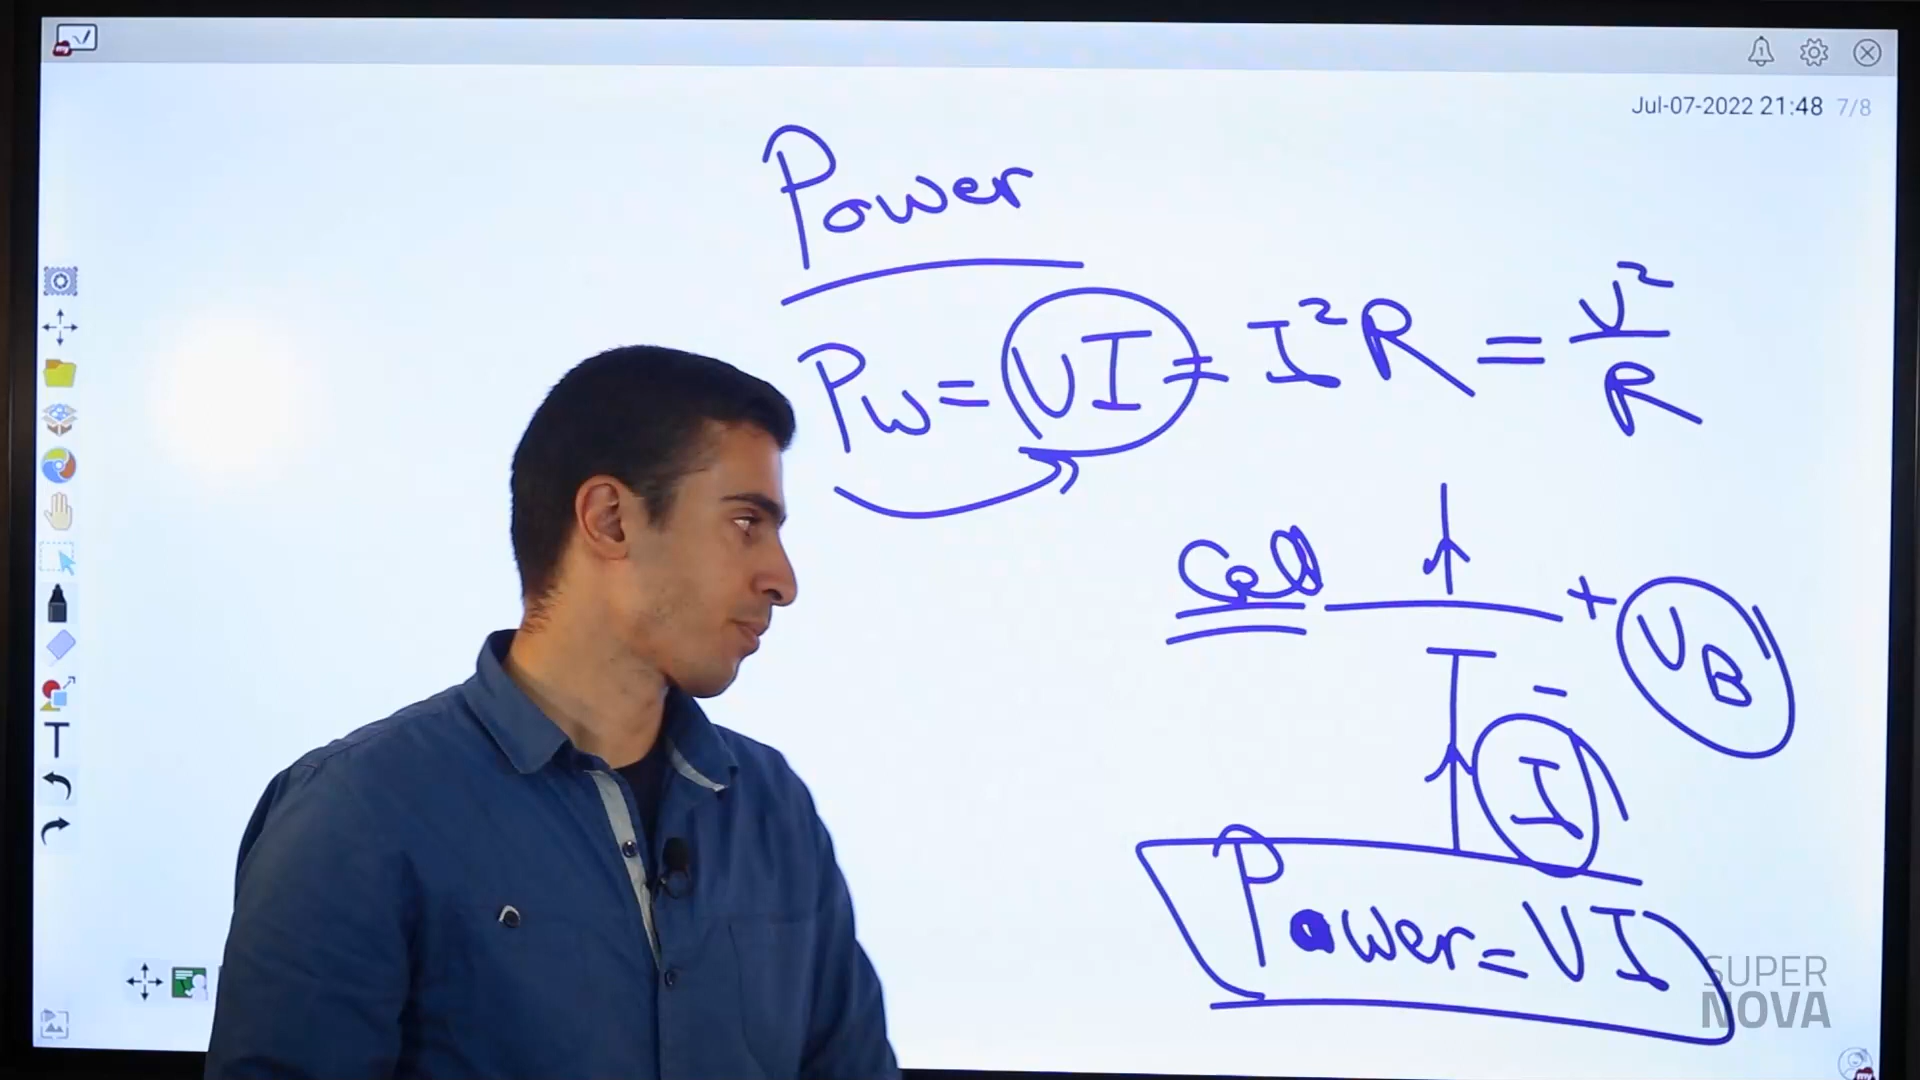 Jul-07-2022 21:48 7/8
Power
Pw = VI = I²R = V²/R
Cell
+
VB
-
I
Power = VI
SUPER
NOVA